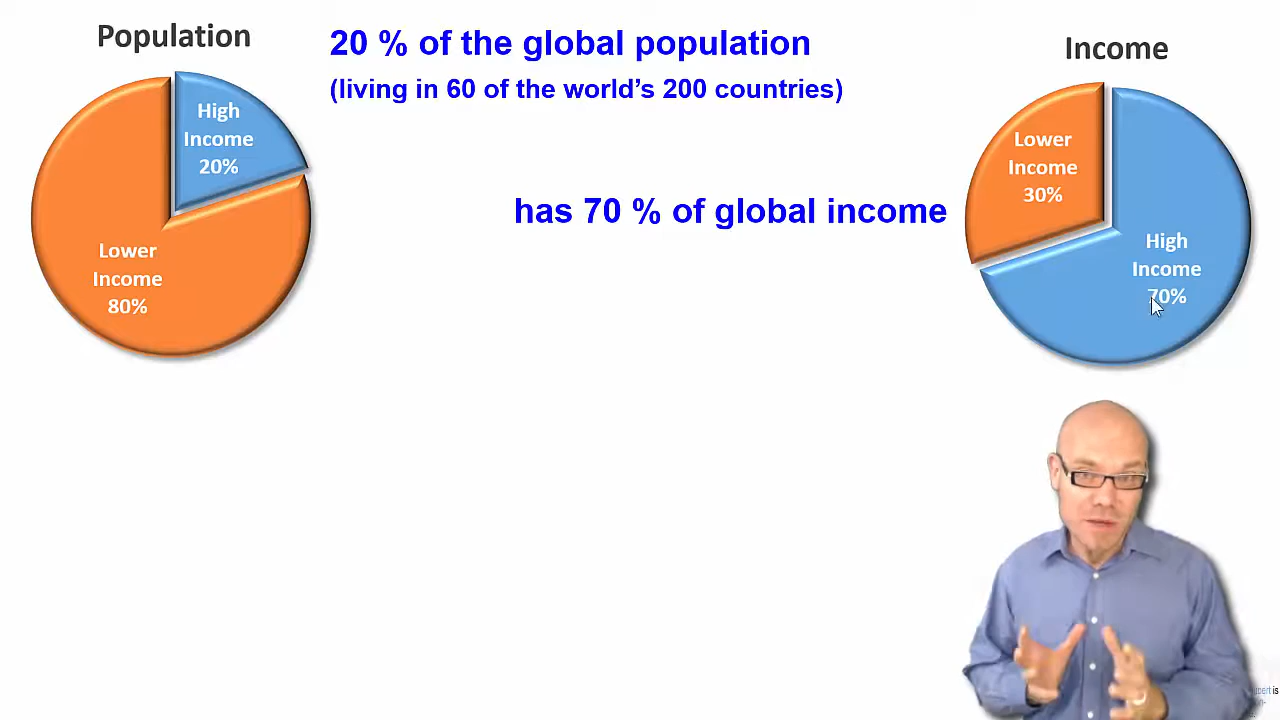 Population
High
Income
20%
Lower
Income
80%
20 % of the global population
(living in 60 of the world's 200 countries)
has 70 % of global income
Income
Lower
Income
30%
High
Income
70%
is